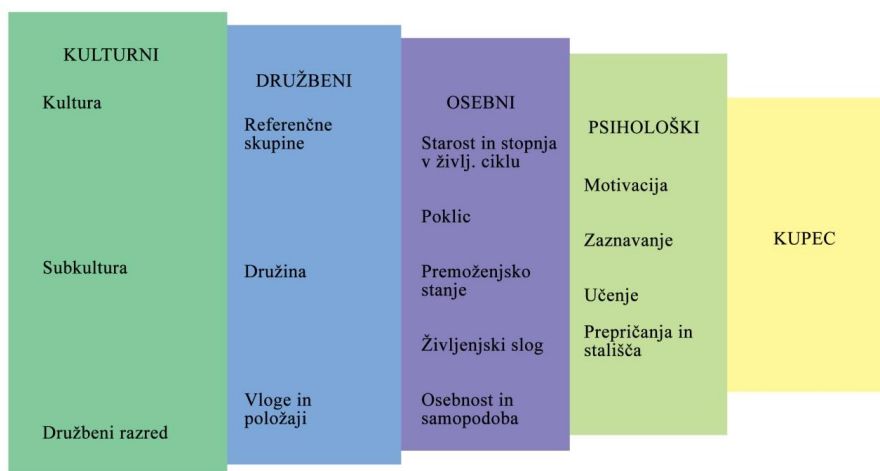 KULTURNI
Kultura
Subkultura
Družbeni razred
DRUŽBENI
Referenčne
skupine
Družina
Vloge in
položaji
OSEBNI
Starost in stopnja
v življ. ciklu
Poklic
Premoženjsko
stanje
Življenjski slog
Osebnost in
samopodoba
PSIHOLOŠKI
Motivacija
Zaznavanje
Učenje
Prepričanja in
stališča
KUPEC